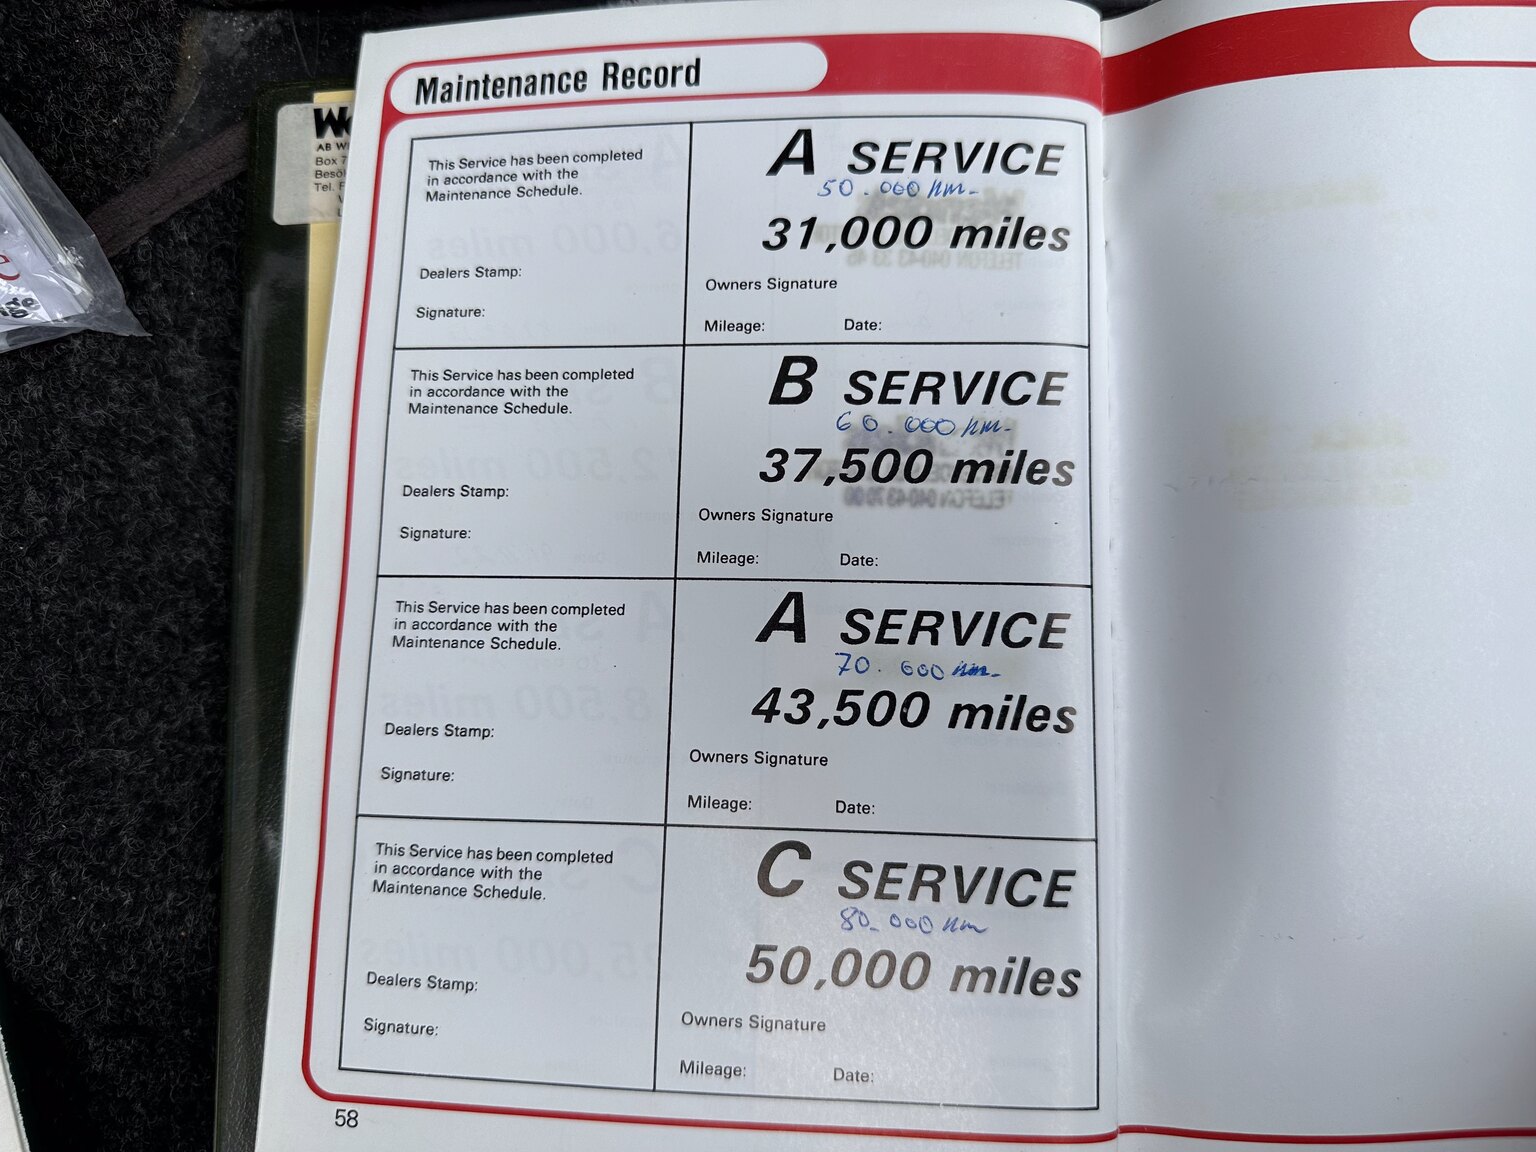 Maintenance Record
This Service has been completed
in accordance with the
Maintenance Schedule.
Dealers Stamp:
Signature:
A SERVICE
50.000 km-
31,000 miles
Owners Signature
Mileage: Date:
This Service has been completed
in accordance with the
Maintenance Schedule.
Dealers Stamp:
Signature:
B SERVICE
60.000 km-
37,500 miles
Owners Signature
Mileage: Date:
This Service has been completed
in accordance with the
Maintenance Schedule.
Dealers Stamp:
Signature:
A SERVICE
70.000 km-
43,500 miles
Owners Signature
Mileage: Date:
This Service has been completed
in accordance with the
Maintenance Schedule.
Dealers Stamp:
Signature:
C SERVICE
80.000 km
50,000 miles
Owners Signature
Mileage: Date:
58
AB
Box 7
Tel.